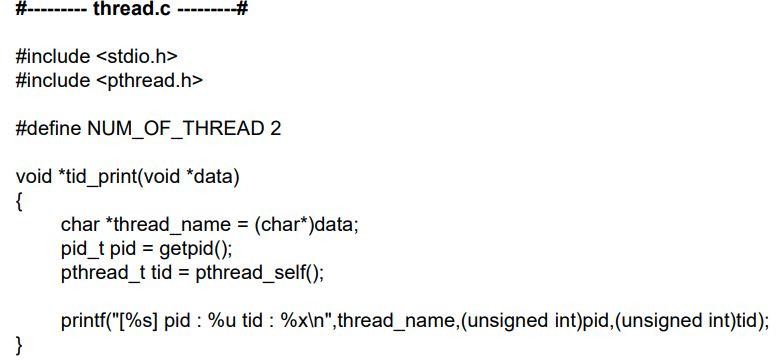 #--------- thread.c ---------#
#include <stdio.h>
#include <pthread.h>
#define NUM_OF_THREAD 2
void *tid_print(void *data)
{
char *thread_name = (char*)data;
pid_t pid = getpid();
pthread_t tid = pthread_self();
printf("[%s] pid : %u tid : %x\n",thread_name,(unsigned int)pid,(unsigned int)tid);
}